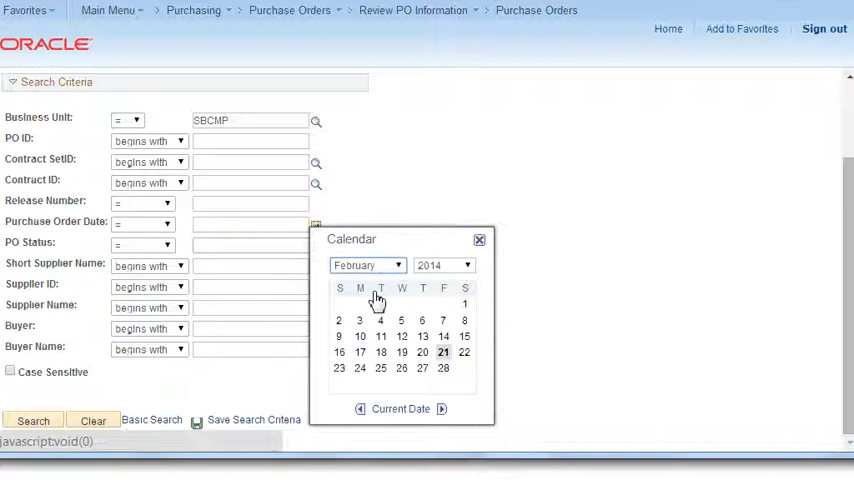 Favorites Main Menu > Purchasing > Purchase Orders > Review PO Information > Purchase Orders
Home Add to Favorites Sign out
ORACLE
Search Criteria
Business Unit: = SBCMP
PO ID: begins with
Contract SetID: begins with
Contract ID: begins with
Release Number: =
Purchase Order Date: =
PO Status: =
Short Supplier Name: begins with
Supplier ID: begins with
Supplier Name: begins with
Buyer: begins with
Buyer Name: begins with
Case Sensitive
Search Clear Basic Search Save Search Criteria
javascript:void(0)
Calendar
February 2014
S M T W T F S
1
2 3 4 5 6 7 8
9 10 11 12 13 14 15
16 17 18 19 20 21 22
23 24 25 26 27 28
Current Date